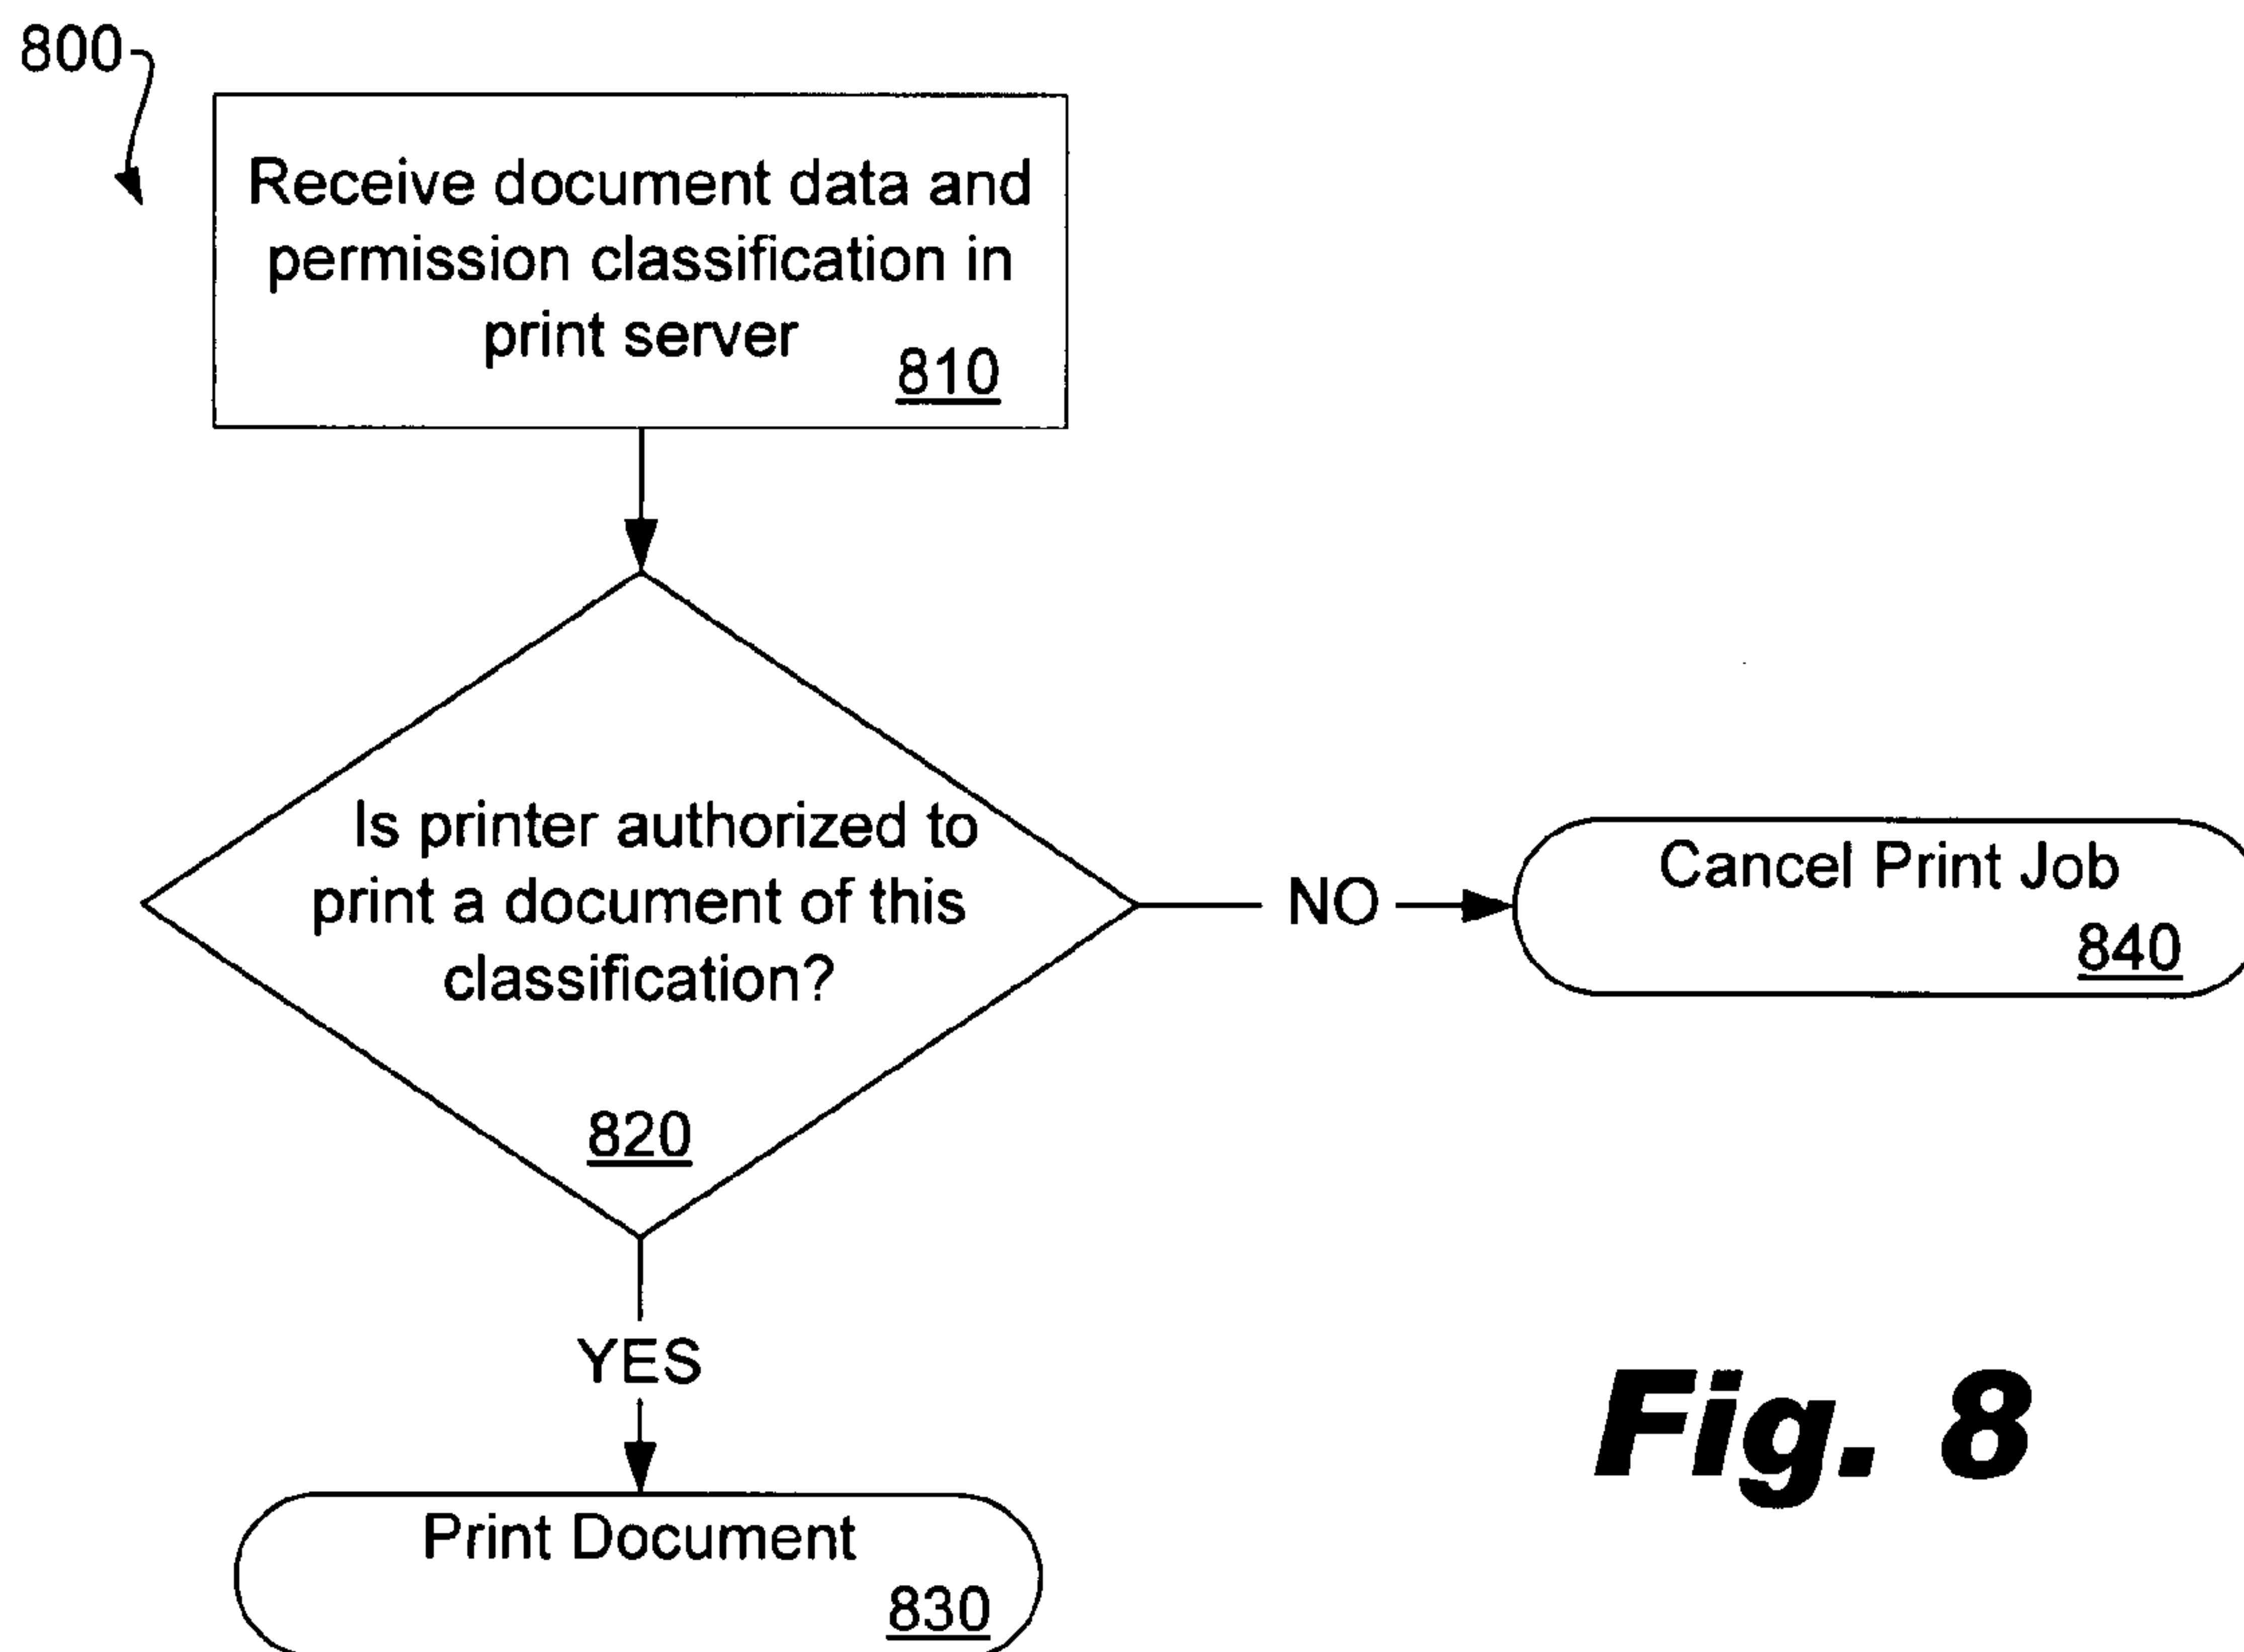 800
Receive document data and
permission classification in
print server
810
Is printer authorized to
print a document of this
classification?
820
NO
Cancel Print Job
840
YES
Print Document
830
Fig. 8